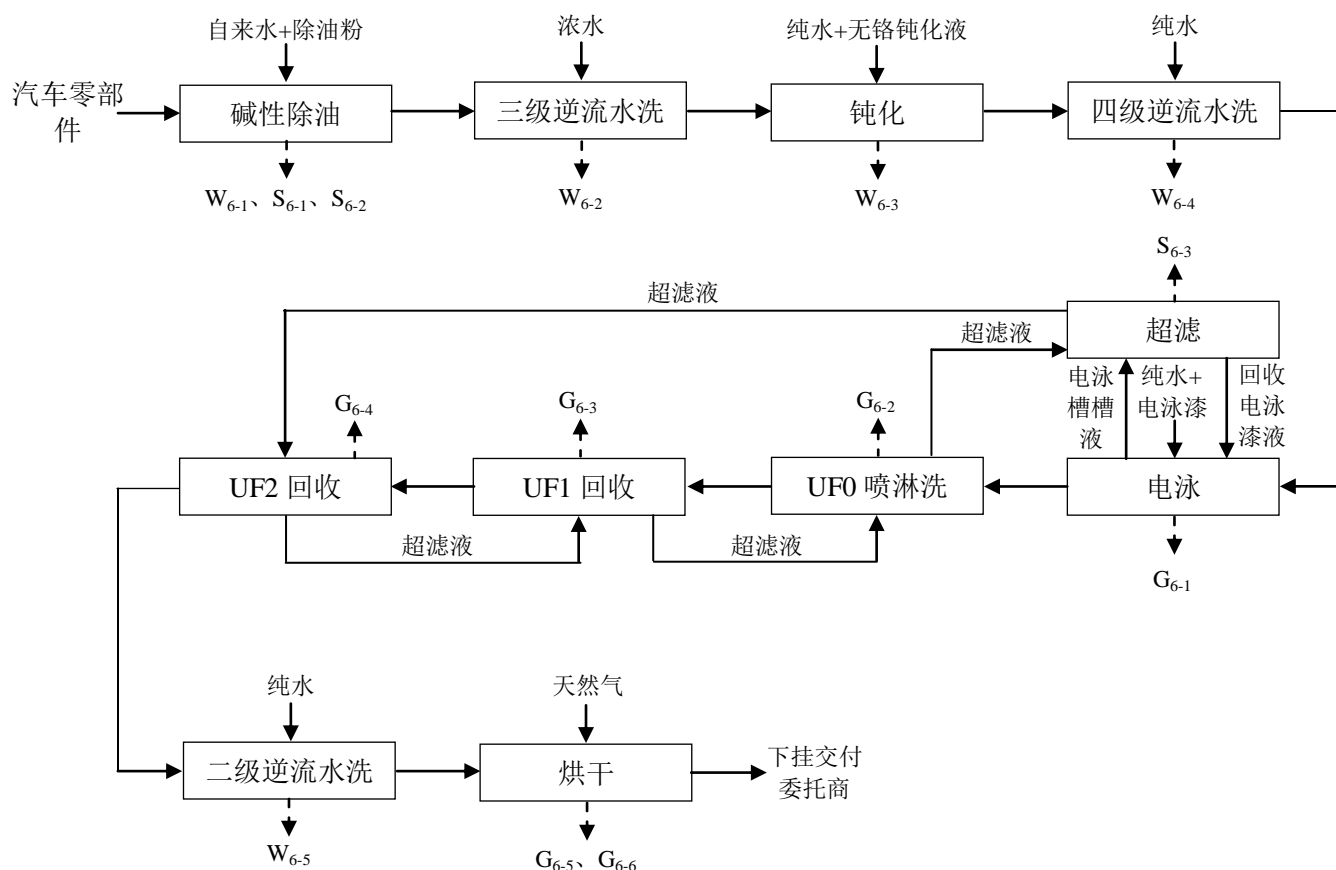 自来水+除油粉
浓水
纯水+无铬钝化液
纯水
汽车零部
件
碱性除油
三级逆流水洗
钝化
四级逆流水洗
W6-1、S6-1、S6-2
W6-2
W6-3
W6-4
S6-3
超滤液
超滤
超滤液
电泳
槽槽
液
纯水+
电泳漆
回收
电泳
漆液
G6-4
G6-3
G6-2
UF2 回收
UF1 回收
UF0 喷淋洗
电泳
超滤液
超滤液
G6-1
纯水
天然气
二级逆流水洗
烘干
下挂交付
委托商
W6-5
G6-5、G6-6